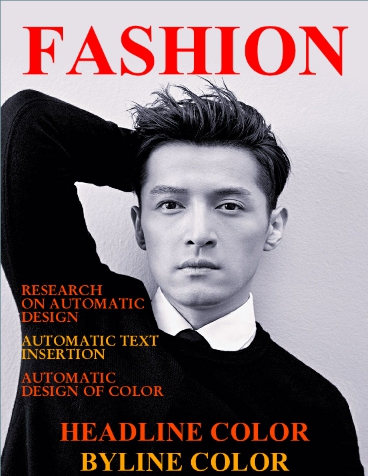 FASHION
RESEARCH
ON AUTOMATIC
DESIGN
AUTOMATIC TEXT
INSERTION
AUTOMATIC
DESIGN OF COLOR
HEADLINE COLOR
BYLINE COLOR